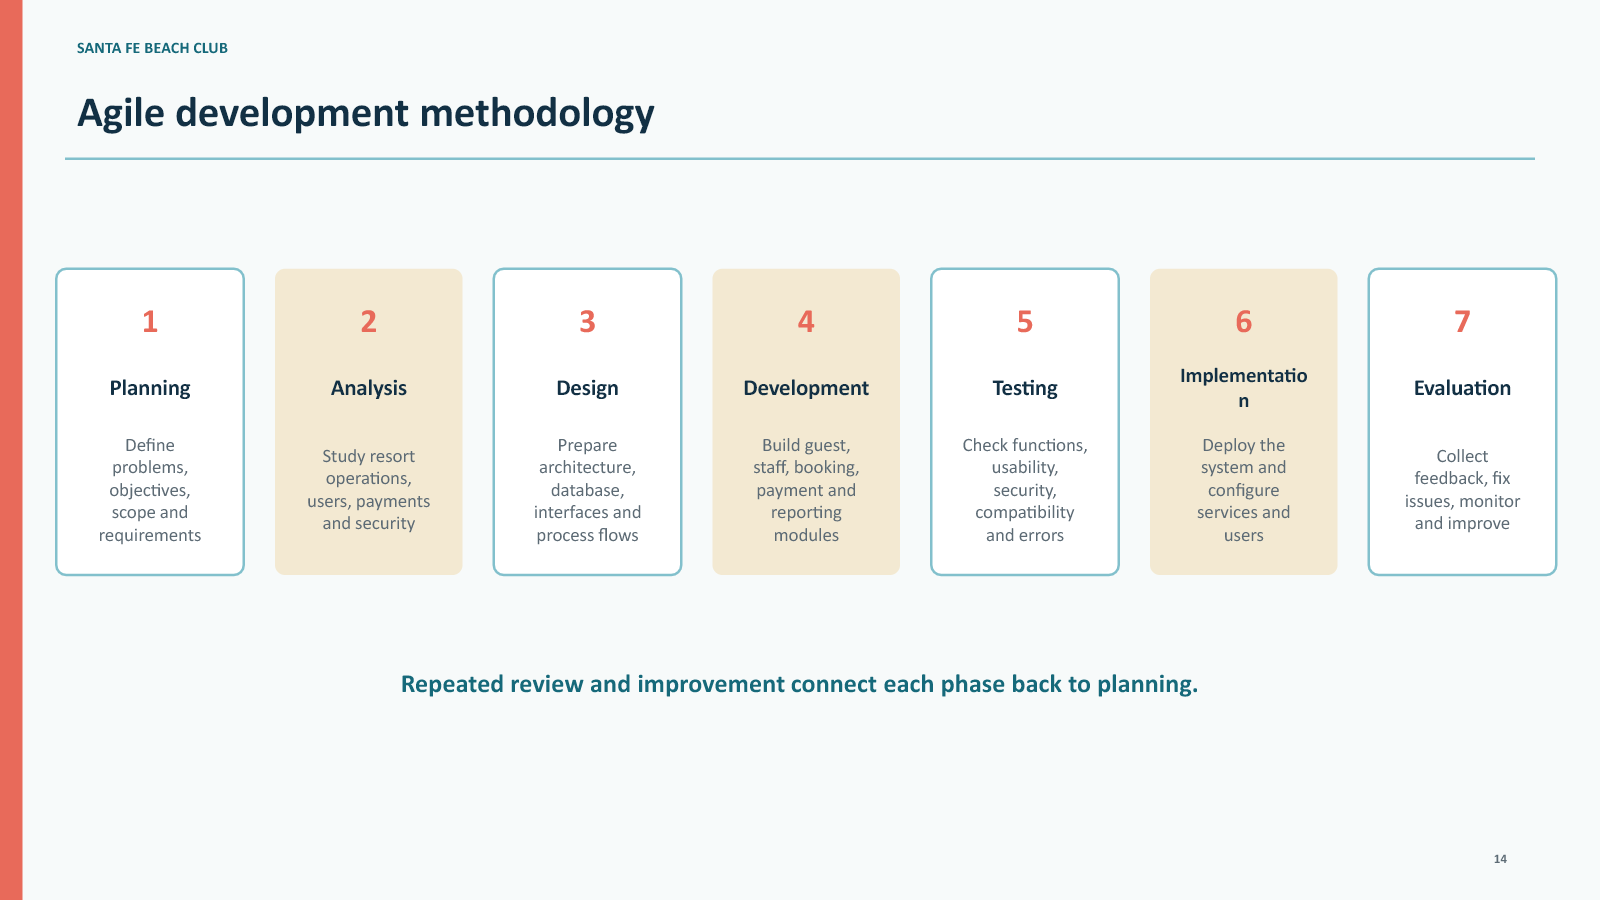 SANTA FE BEACH CLUB
Agile development methodology
1
Planning
Define
problems,
objectives,
scope and
requirements
2
Analysis
Study resort
operations,
users, payments
and security
3
Design
Prepare
architecture,
database,
interfaces and
process flows
4
Development
Build guest,
staff, booking,
payment and
reporting
modules
5
Testing
Check functions,
usability,
security,
compatibility
and errors
6
Implementatio
n
Deploy the
system and
configure
services and
users
7
Evaluation
Collect
feedback, fix
issues, monitor
and improve
Repeated review and improvement connect each phase back to planning.
14